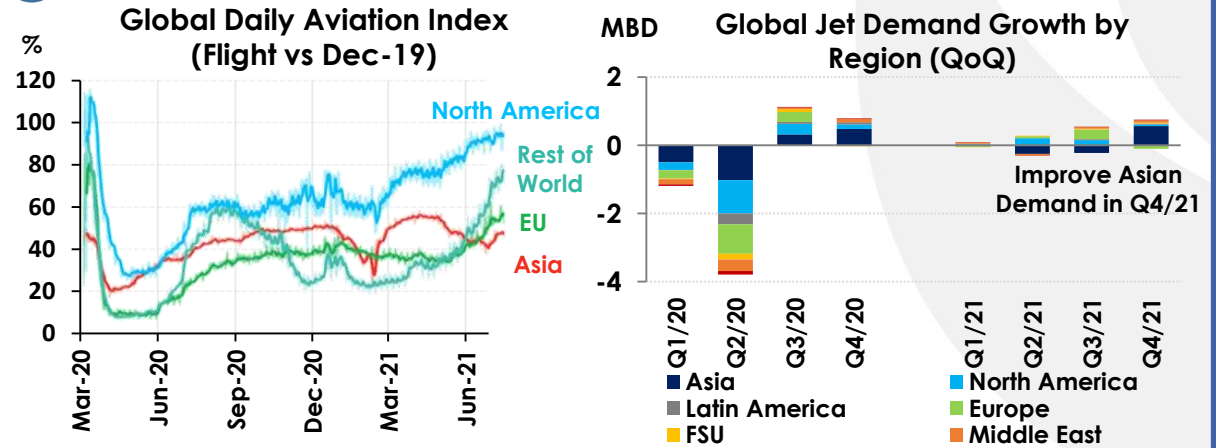 Global Daily Aviation Index
(Flight vs Dec-19)
%
120
100
80
60
40
20
0
North America
Rest of
World
EU
Asia
Mar-20
Jun-20
Sep-20
Dec-20
Mar-21
Jun-21
MBD
Global Jet Demand Growth by
Region (QoQ)
2
0
-2
-4
Improve Asian
Demand in Q4/21
Q1/20
Q2/20
Q3/20
Q4/20
Q1/21
Q2/21
Q3/21
Q4/21
Asia
North America
Latin America
Europe
FSU
Middle East